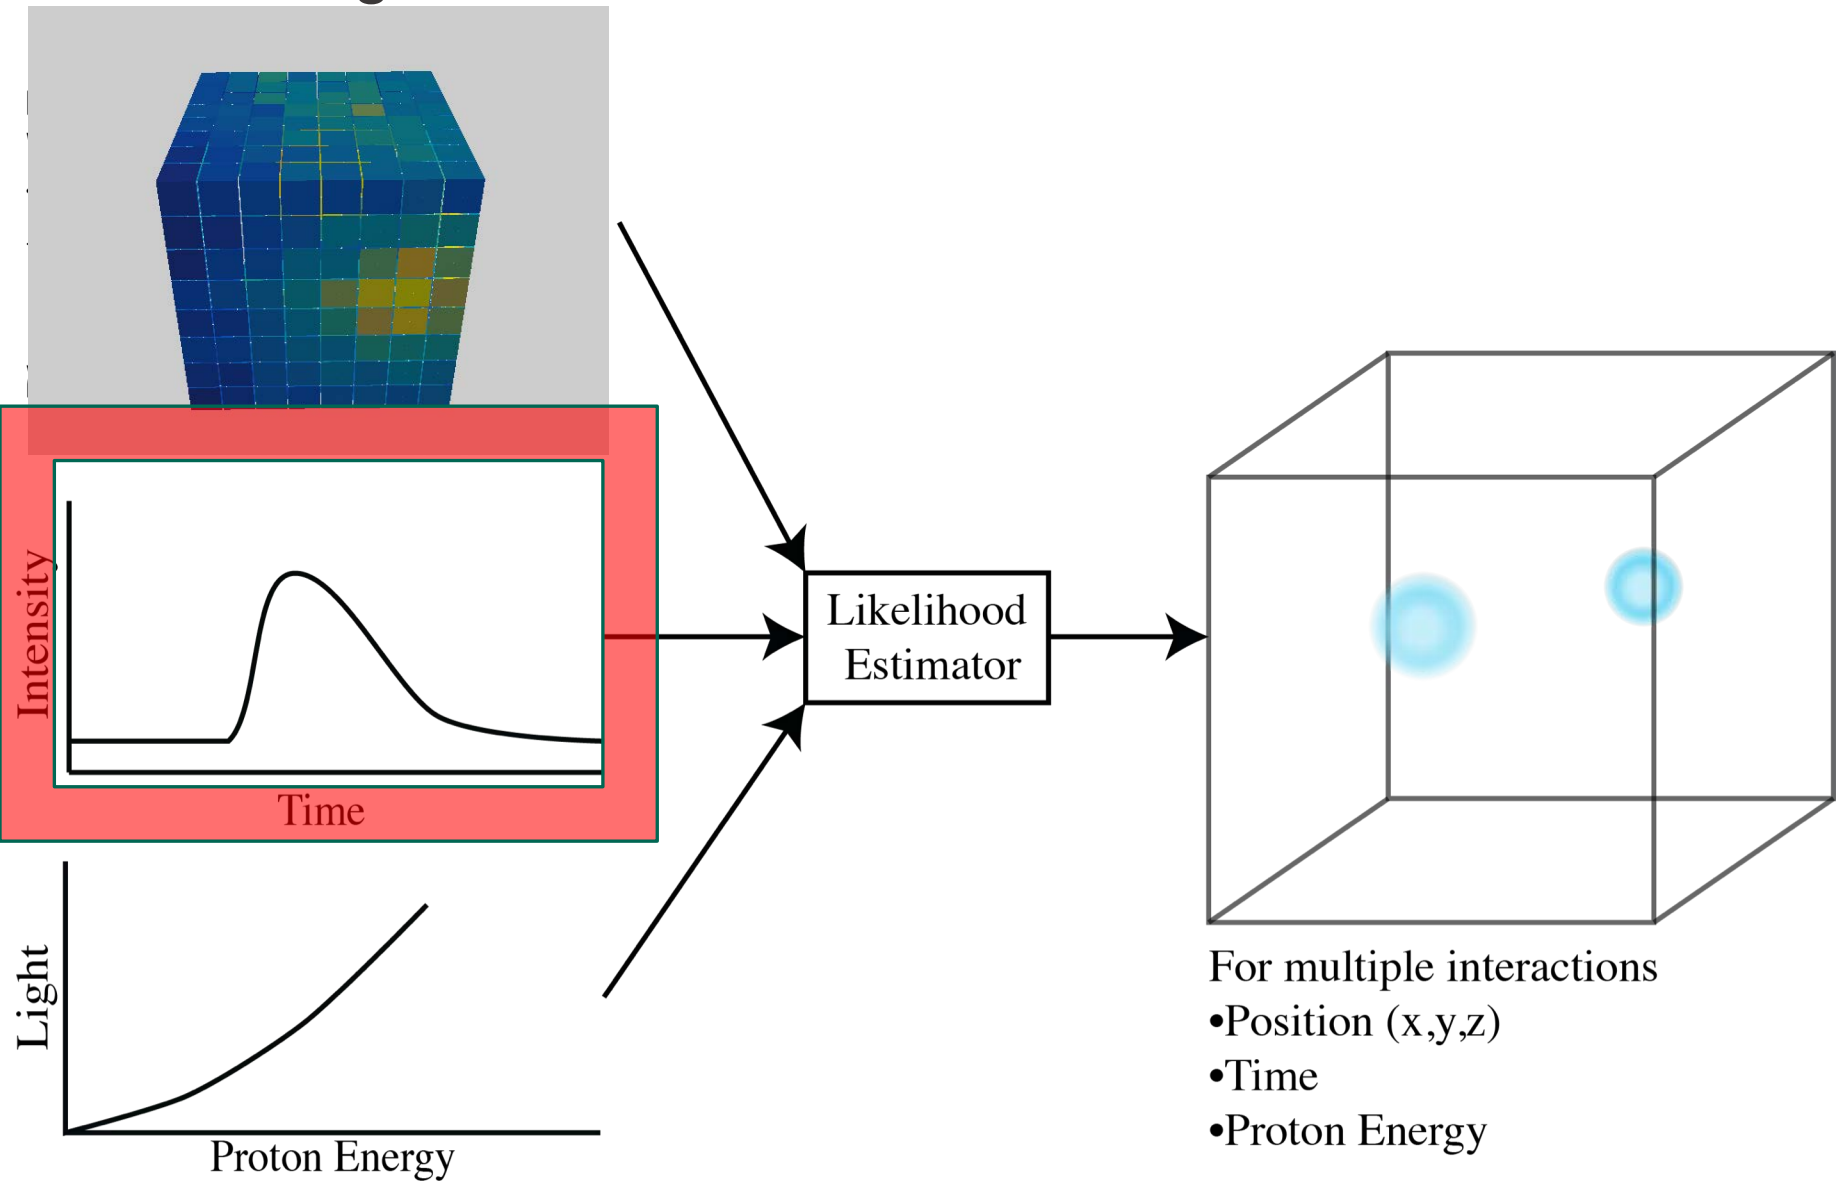 Intensity
Time
Light
Proton Energy
Likelihood
Estimator
For multiple interactions
•Position (x,y,z)
•Time
•Proton Energy